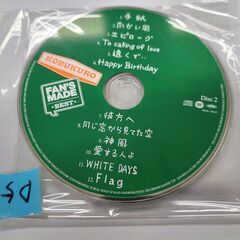 1. 手紙
2. 向かい風
3. エピローグ
4. To calling of love
5. 遠くで‥
6. Happy Birthday
KOBUKURO
FAN'S
MADE
BEST
Disc 2
7. 彼方へ
8. 同じ窓から見てた空
9. 神風
10. 愛する人よ
11. WHITE DAYS
12. Flag